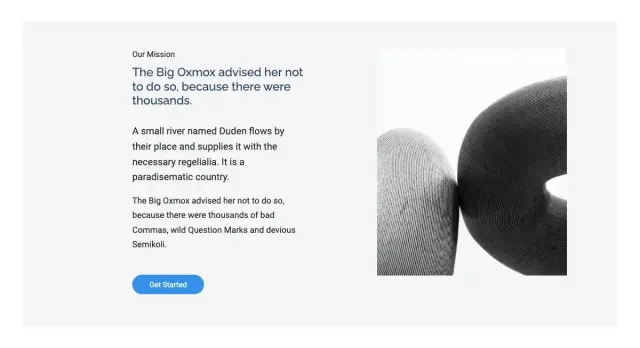 Our Mission
The Big Oxmox advised her not
to do so, because there were
thousands.
A small river named Duden flows by
their place and supplies it with the
necessary regelialia. It is a
paradisematic country.
The Big Oxmox advised her not to do so,
because there were thousands of bad
Commas, wild Question Marks and devious
Semikoli.
Get Started